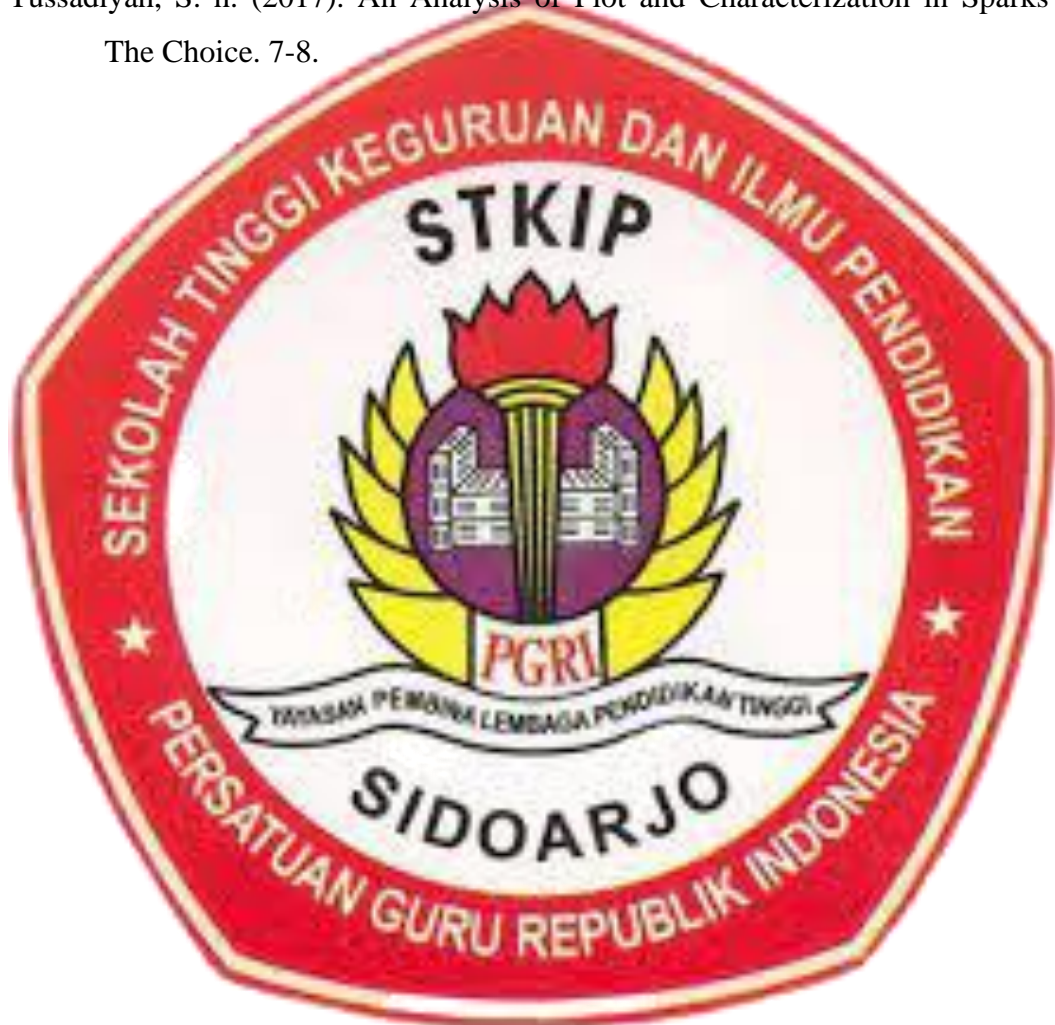 Tussadiyah, S. n. (2017). An Analysis of Plot and Characterization in Sparks
The Choice. 7-8.
SEKOLAH TINGGI KEGURUAN DAN ILMU PENDIDIKAN
STKIP
PGRI
YAYASAN PEMBINA LEMBAGA PENDIDIKAN TINGGI
SIDOARJO
PERSATUAN GURU REPUBLIK INDONESIA